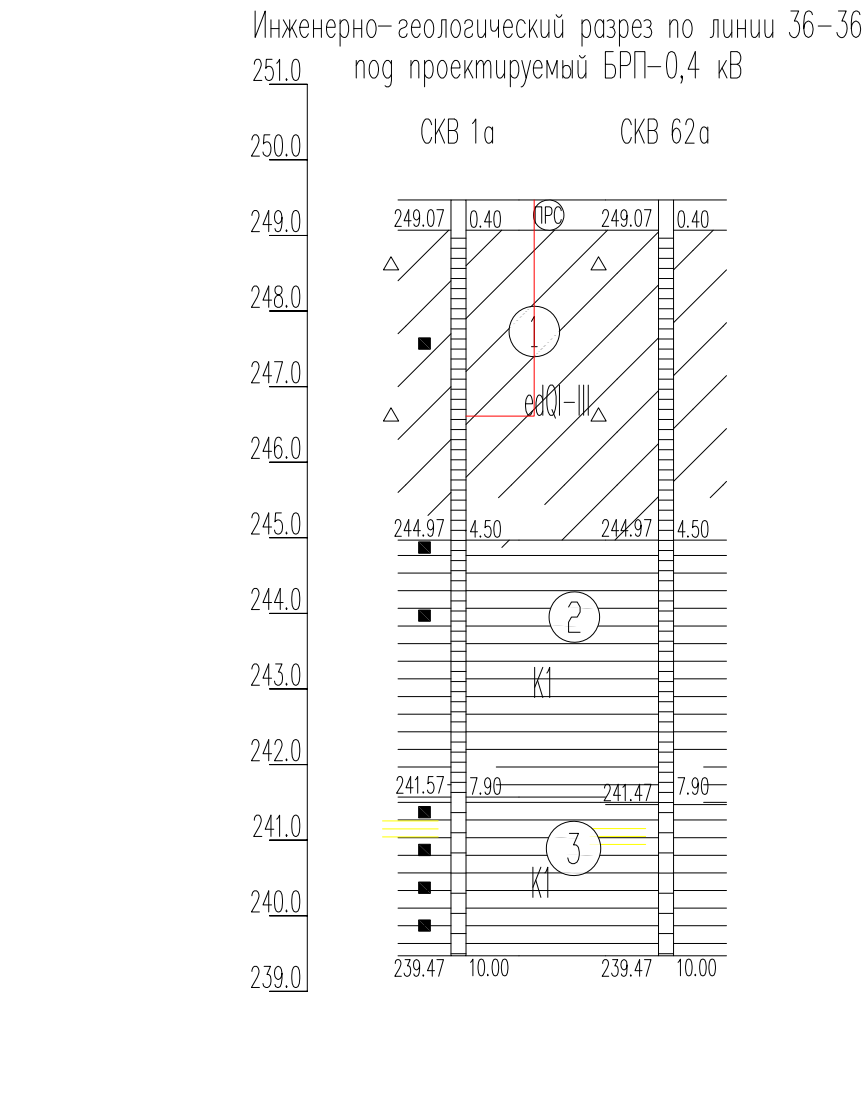 Инженерно-геологический разрез по линии 36-36
под проектируемый БРП-0,4 кВ
251.0
СКВ 1а СКВ 62а
250.0
249.07 0.40 ПРС 249.07 0.40
249.0
248.0
1
247.0
edQI-III
246.0
245.0
244.97 4.50 244.97 4.50
244.0
2
243.0
К1
242.0
241.57 7.90 241.47 7.90
241.0
3
К1
240.0
239.47 10.00 239.47 10.00
239.0